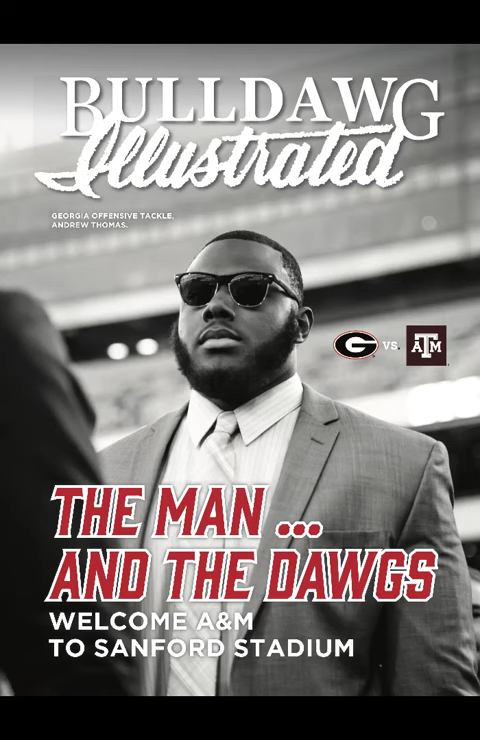 BULLDAWG
Illustrated
GEORGIA OFFENSIVE TACKLE,
ANDREW THOMAS.
G VS. ATM
THE MAN ...
AND THE DAWGS
WELCOME A&M
TO SANFORD STADIUM